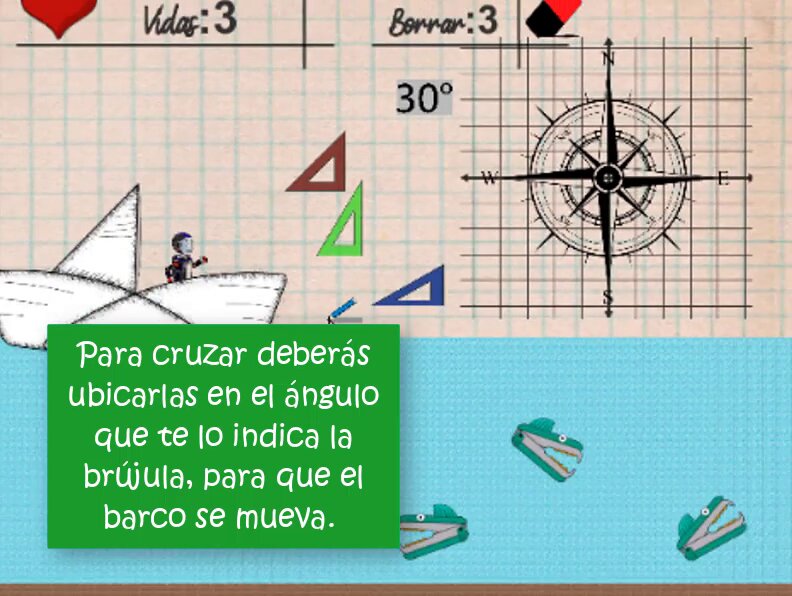 Vidas:3
Borrar:3
30º
N
W
E
S
Para cruzar deberás
ubicarlas en el ángulo
que te lo indica la
brújula, para que el
barco se mueva.